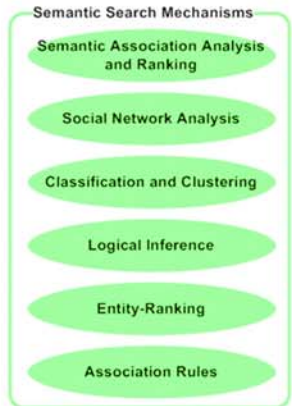 Semantic Search Mechanisms
Semantic Association Analysis
and Ranking
Social Network Analysis
Classification and Clustering
Logical Inference
Entity-Ranking
Association Rules